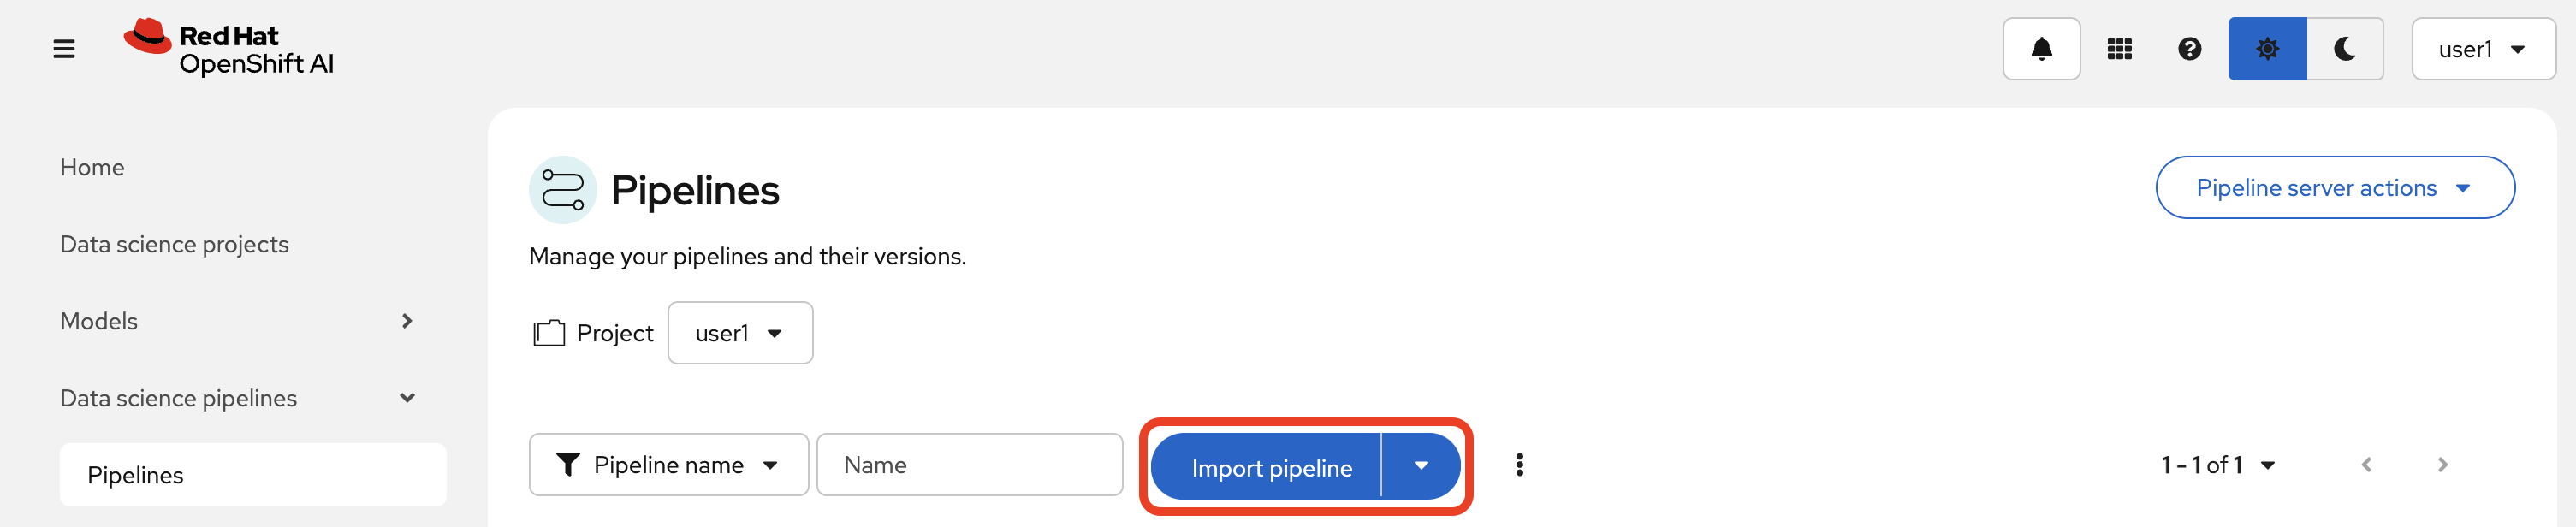 Red Hat
OpenShift AI
user1
Home
Data science projects
Models
Data science pipelines
Pipelines
Pipelines
Manage your pipelines and their versions.
Project
user1
Pipeline server actions
Pipeline name
Name
Import pipeline
1 - 1 of 1